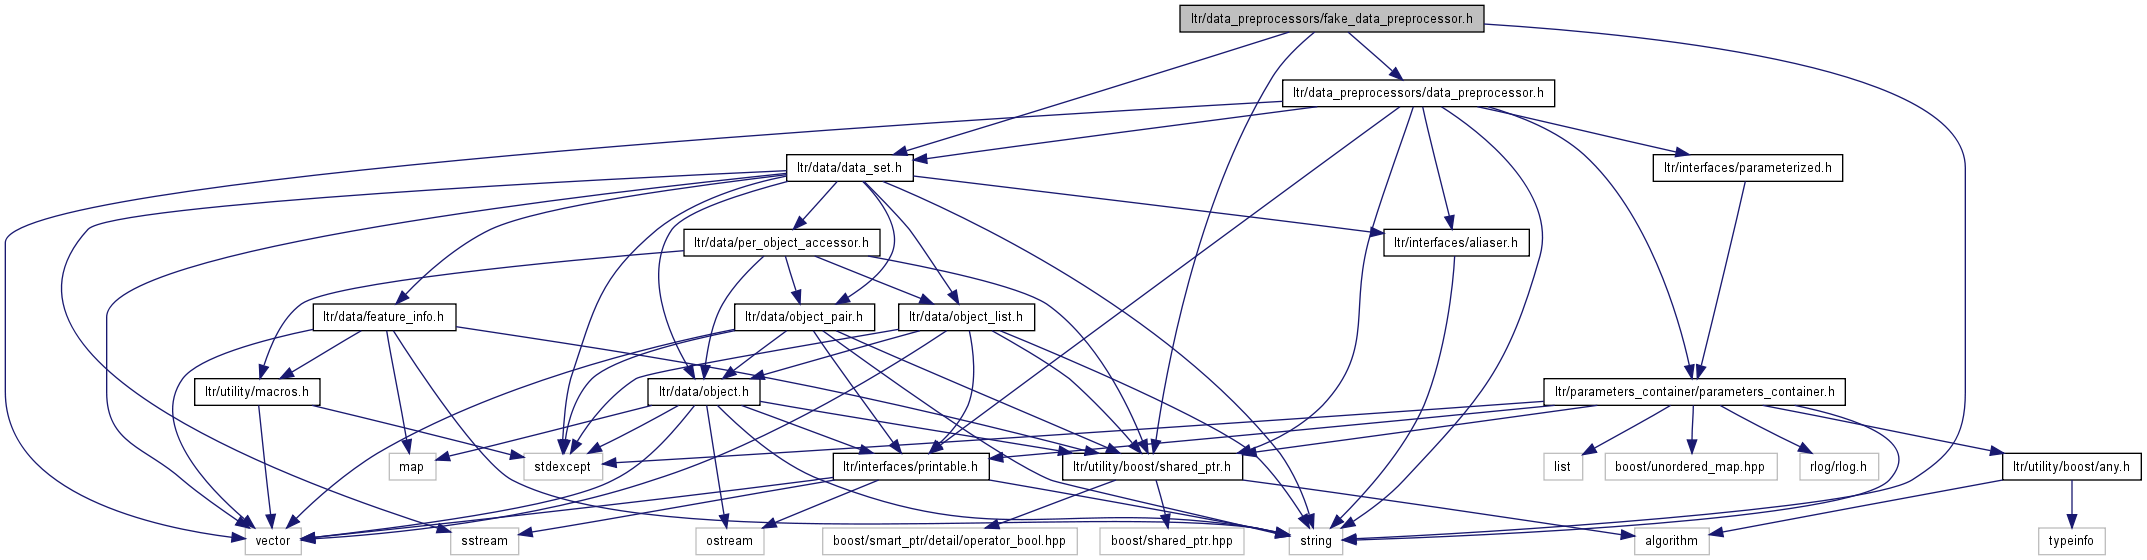 ltr/data_preprocessors/fake_data_preprocessor.h
ltr/data_preprocessors/data_preprocessor.h
ltr/data/data_set.h
ltr/interfaces/parameterized.h
ltr/data/per_object_accessor.h
ltr/interfaces/aliaser.h
ltr/data/feature_info.h
ltr/data/object_pair.h
ltr/data/object_list.h
ltr/utility/macros.h
ltr/data/object.h
ltr/parameters_container/parameters_container.h
map
stdexcept
ltr/interfaces/printable.h
ltr/utility/boost/shared_ptr.h
list
boost/unordered_map.hpp
rlog/rlog.h
ltr/utility/boost/any.h
vector
sstream
ostream
boost/smart_ptr/detail/operator_bool.hpp
boost/shared_ptr.hpp
string
algorithm
typeinfo